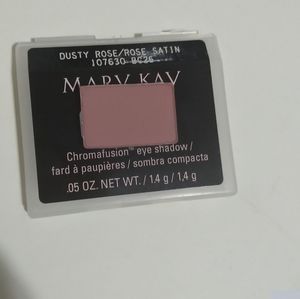 DUSTY ROSE/ROSE SATIN
107630 BC26
MARY KAY
Chromafusion™ eye shadow/
fard à paupières / sombra compacta
.05 OZ. NET WT. / 1.4 g / 1,4 g